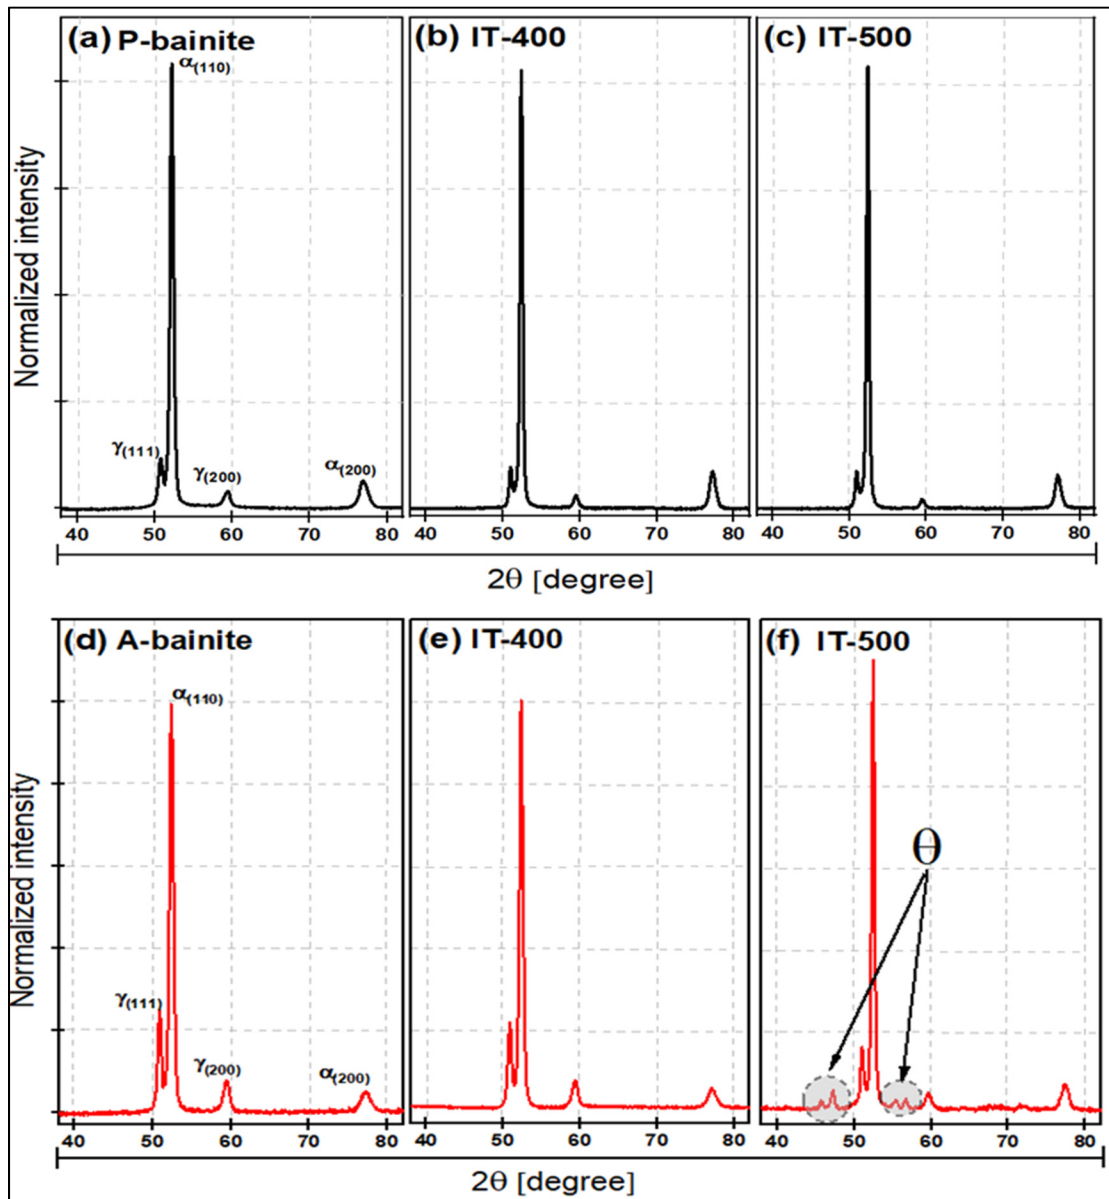 (a) P-bainite
(b) IT-400
(c) IT-500
α(110)
Normalized intensity
γ(111)
γ(200)
α(200)
40 50 60 70 80
40 50 60 70 80
40 50 60 70 80
2θ [degree]
(d) A-bainite
(e) IT-400
(f) IT-500
α(110)
Normalized intensity
θ
γ(111)
γ(200)
α(200)
40 50 60 70 80
40 50 60 70 80
40 50 60 70 80
2θ [degree]